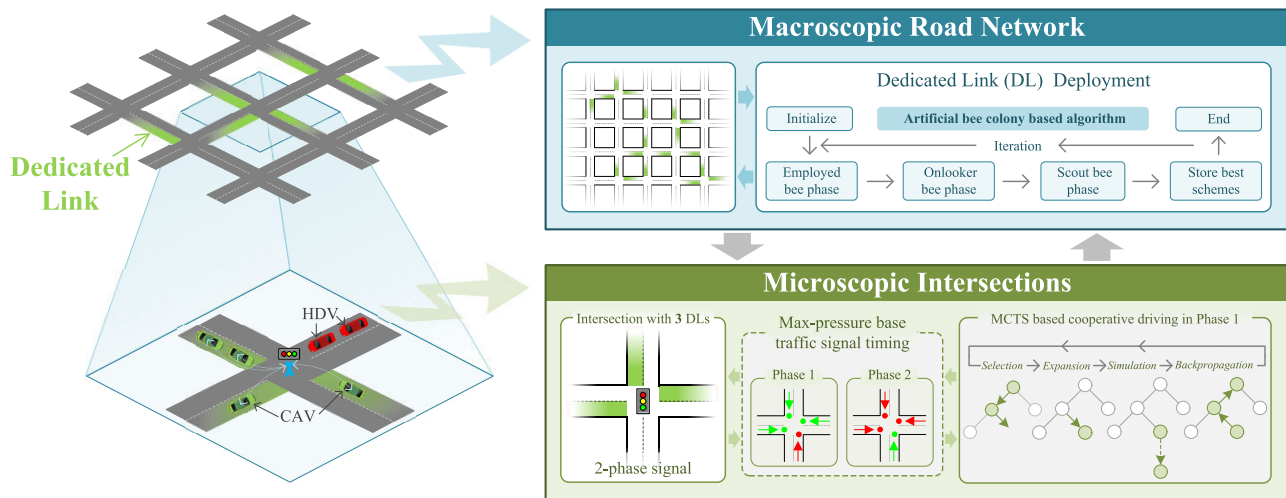 Dedicated
Link
HDV
CAV
Macroscopic Road Network
Dedicated Link (DL) Deployment
Initialize
Artificial bee colony based algorithm
End
Iteration
Employed
bee phase
Onlooker
bee phase
Scout bee
phase
Store best
schemes
Microscopic Intersections
Intersection with 3 DLs
2-phase signal
Max-pressure base
traffic signal timing
Phase 1
Phase 2
MCTS based cooperative driving in Phase 1
Selection
Expansion
Simulation
Backpropagation